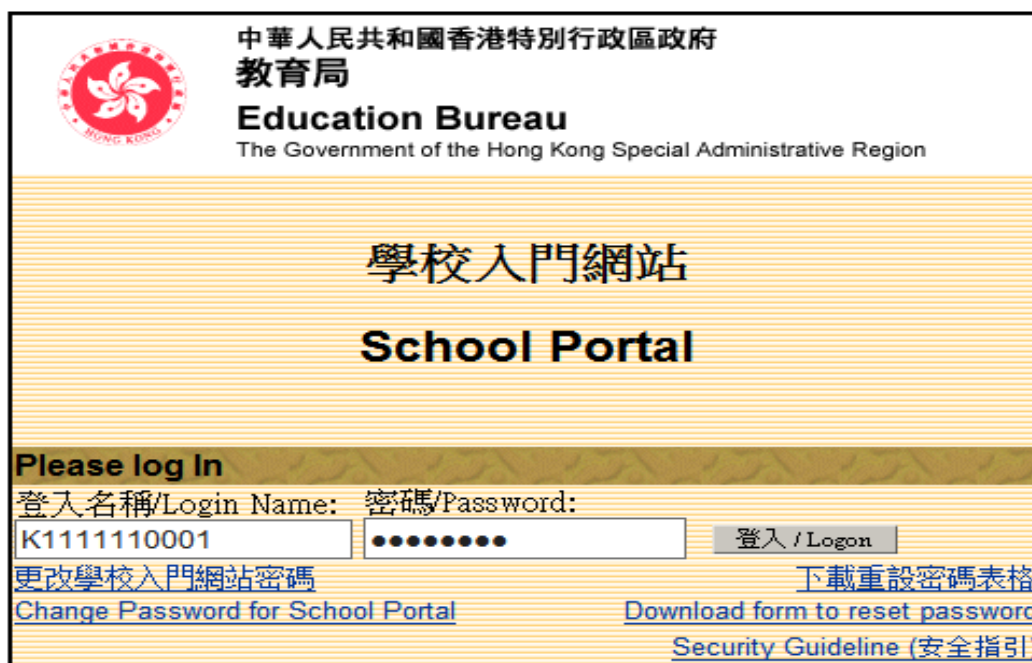 中華人民共和國香港特別行政區政府
教育局
Education Bureau
The Government of the Hong Kong Special Administrative Region
HONG KONG
學校入門網站
School Portal
Please log In
登入名稱/Login Name: 密碼/Password:
K1111110001 ●●●●●●●● 登入 / Logon
更改學校入門網站密碼 下載重設密碼表格
Change Password for School Portal Download form to reset password
Security Guideline (安全指引